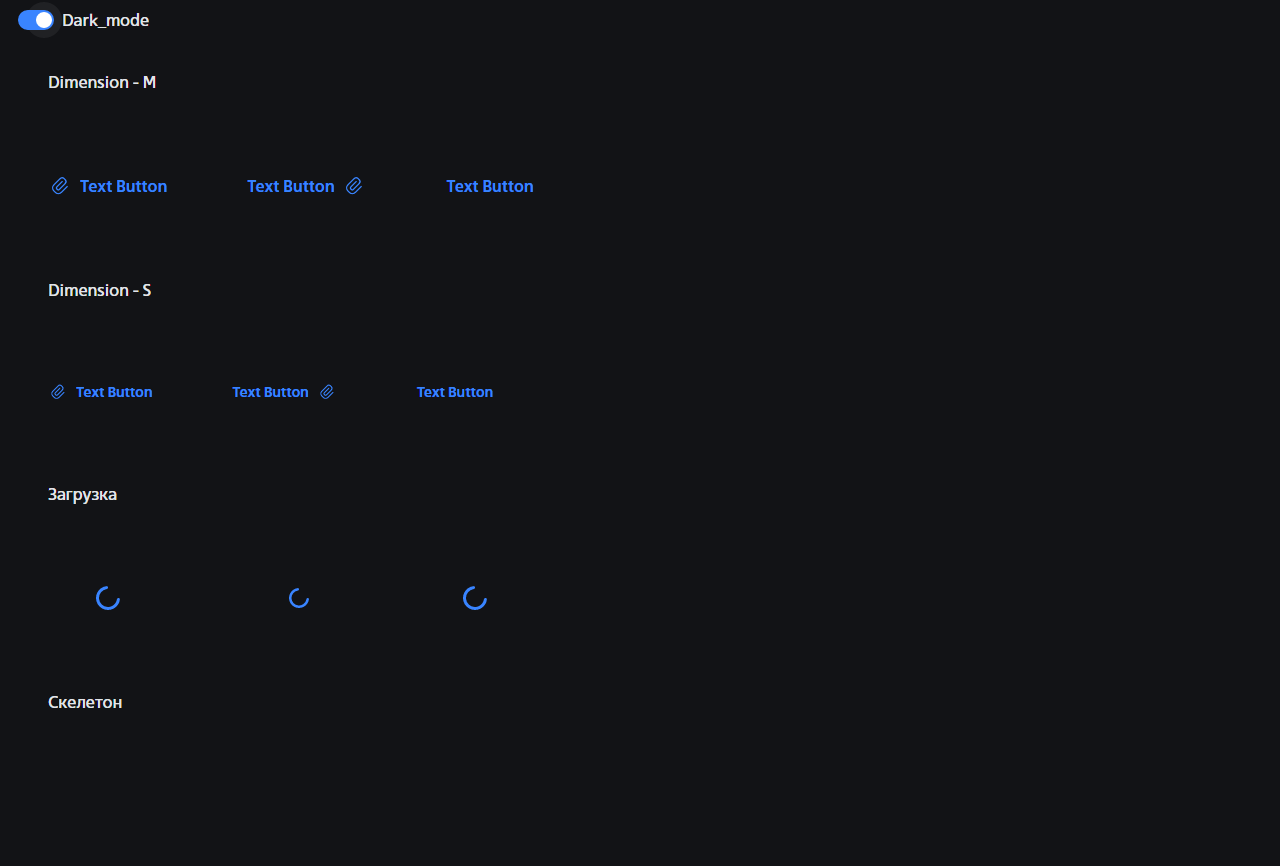 Dark_mode
Dimension - M
Text Button Text Button Text Button
Dimension - S
Text Button Text Button Text Button
Загрузка
Скелетон